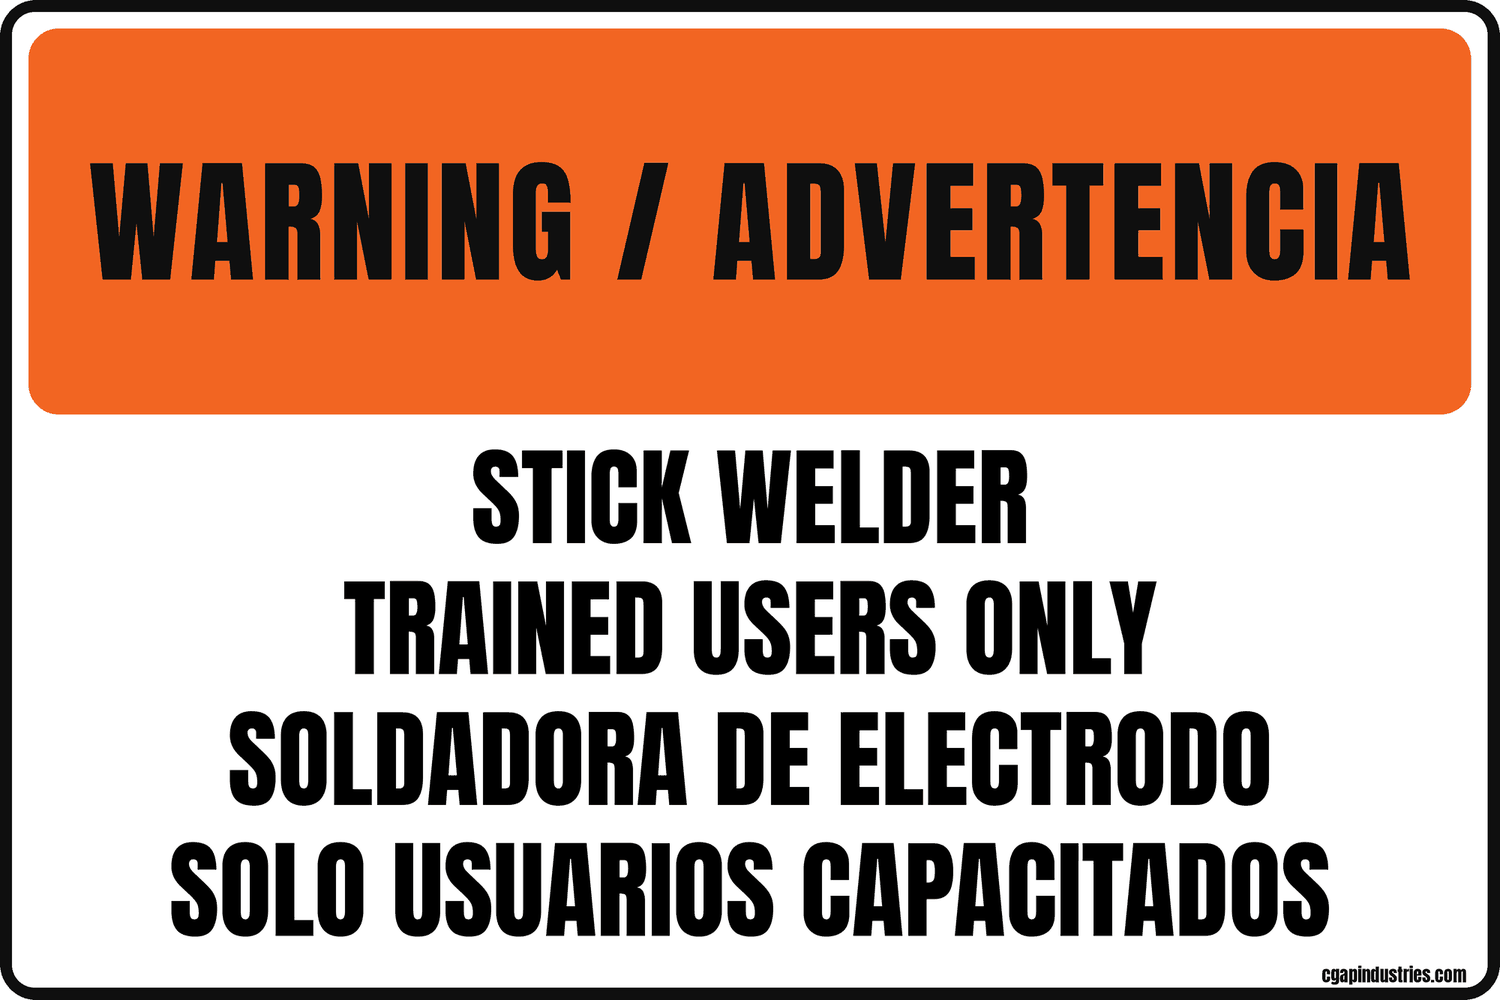 WARNING / ADVERTENCIA
STICK WELDER
TRAINED USERS ONLY
SOLDADORA DE ELECTRODO
SOLO USUARIOS CAPACITADOS
cgapindustries.com